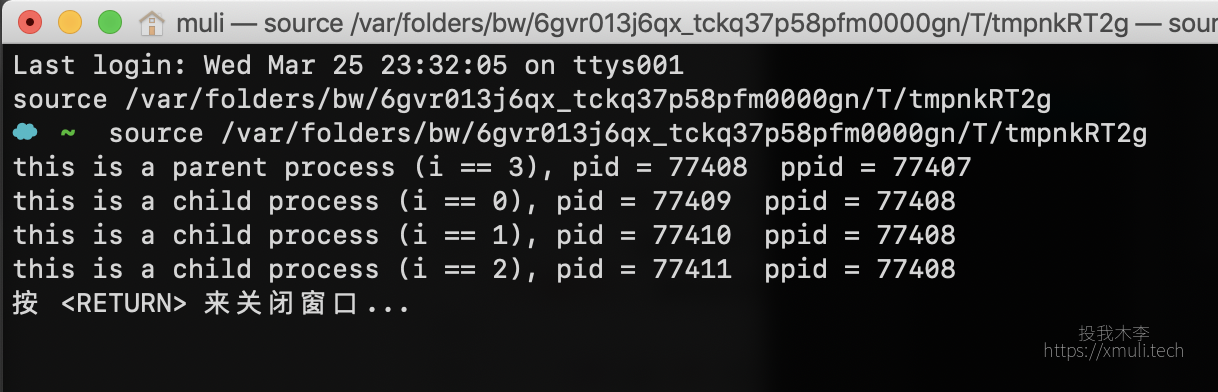 muli — source /var/folders/bw/6gvr013j6qx_tckq37p58pfm0000gn/T/tmpnkRT2g — sour
Last login: Wed Mar 25 23:32:05 on ttys001
source /var/folders/bw/6gvr013j6qx_tckq37p58pfm0000gn/T/tmpnkRT2g
~ source /var/folders/bw/6gvr013j6qx_tckq37p58pfm0000gn/T/tmpnkRT2g
this is a parent process (i == 3), pid = 77408  ppid = 77407
this is a child process (i == 0), pid = 77409  ppid = 77408
this is a child process (i == 1), pid = 77410  ppid = 77408
this is a child process (i == 2), pid = 77411  ppid = 77408
按 <RETURN> 来关闭窗口...
投我木李
https://xmuli.tech